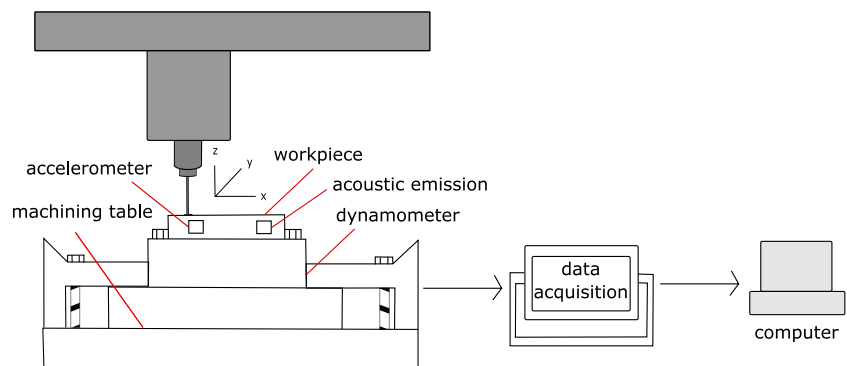 z
y
x
workpiece
accelerometer
acoustic emission
machining table
dynamometer
data
acquisition
computer